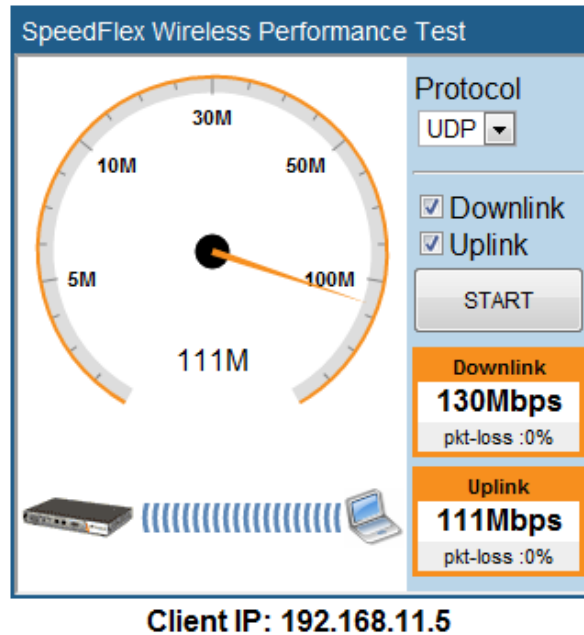 SpeedFlex Wireless Performance Test
Protocol
UDP
30M
10M
50M
5M
100M
111M
Downlink
Uplink
START
Downlink
130Mbps
pkt-loss :0%
Uplink
111Mbps
pkt-loss :0%
Client IP: 192.168.11.5